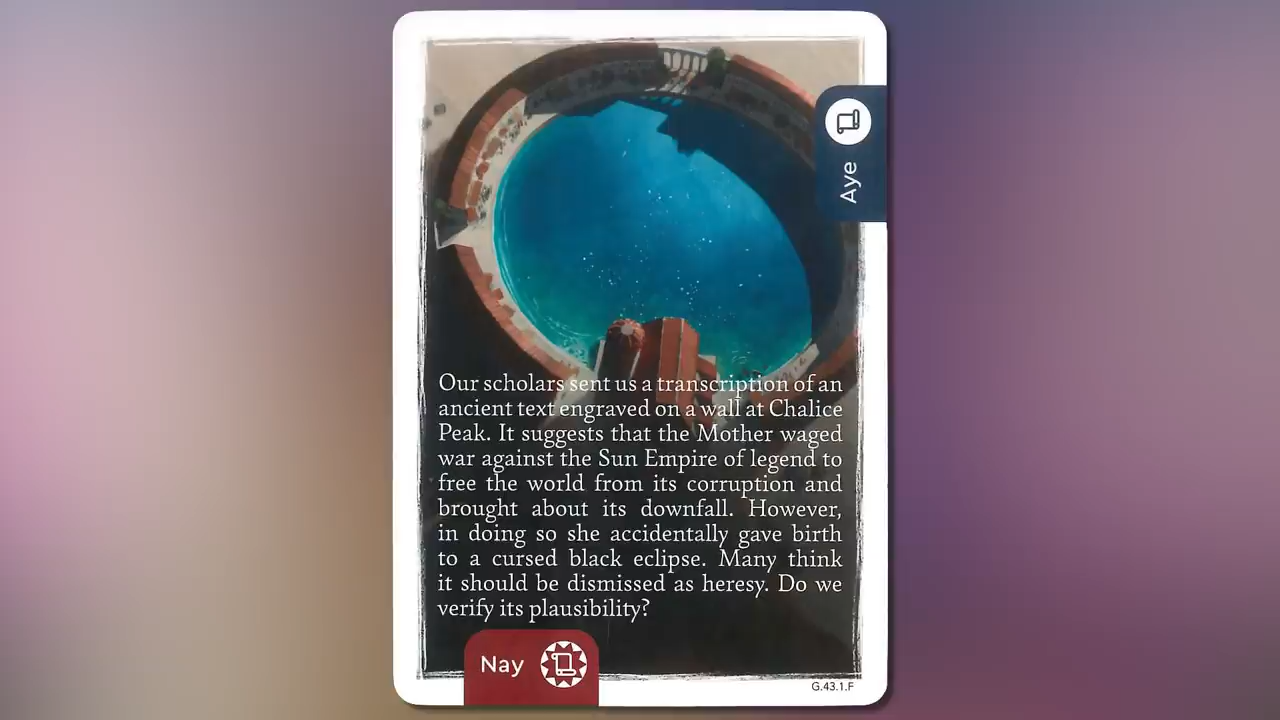 Aye
Our scholars sent us a transcription of an
ancient text engraved on a wall at Chalice
Peak. It suggests that the Mother waged
war against the Sun Empire of legend to
free the world from its corruption and
brought about its downfall. However,
in doing so she accidentally gave birth
to a cursed black eclipse. Many think
it should be dismissed as heresy. Do we
verify its plausibility?
Nay
G.43.1.F